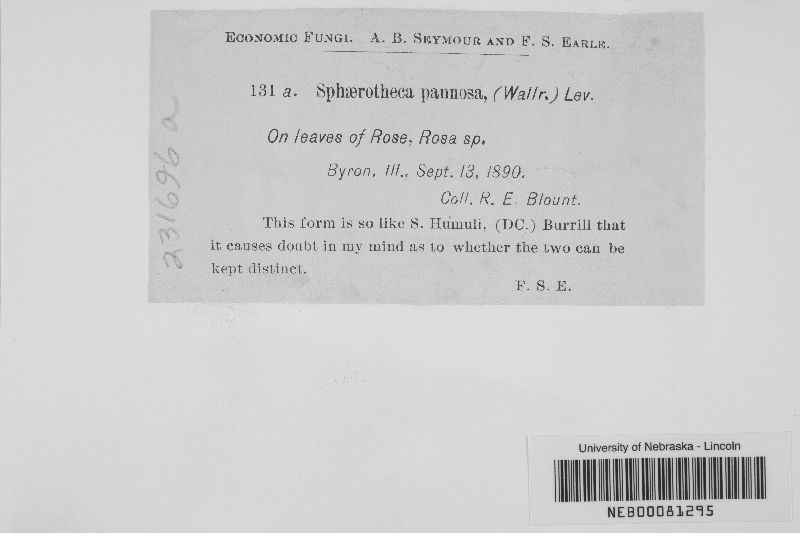 ECONOMIC FUNGI. A. B. SEYMOUR AND F. S. EARLE.
131 a. Sphærotheca pannosa, (Wallr.) Lev.
On leaves of Rose, Rosa sp.
Byron, Ill., Sept. 13, 1890.
Coll. R. E. Blount.
This form is so like S. Humuli, (DC.) Burrill that
it causes doubt in my mind as to whether the two can be
kept distinct.
F. S. E.
231696 a
University of Nebraska - Lincoln
NEB00081295